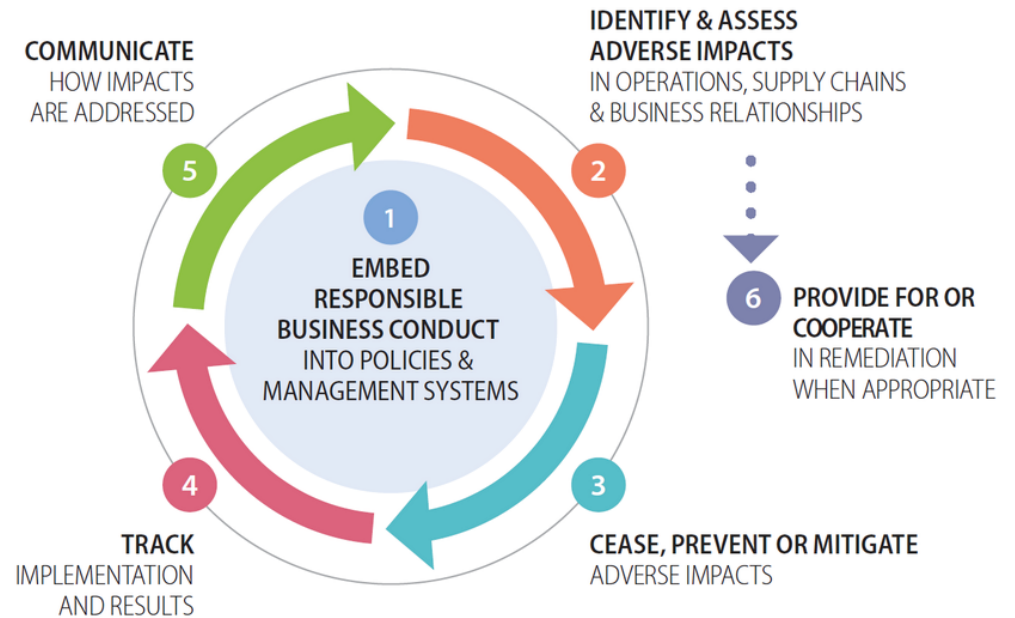 1
EMBED
RESPONSIBLE
BUSINESS CONDUCT
INTO POLICIES &
MANAGEMENT SYSTEMS
2
IDENTIFY & ASSESS
ADVERSE IMPACTS
IN OPERATIONS, SUPPLY CHAINS
& BUSINESS RELATIONSHIPS
3
CEASE, PREVENT OR MITIGATE
ADVERSE IMPACTS
4
TRACK
IMPLEMENTATION
AND RESULTS
5
COMMUNICATE
HOW IMPACTS
ARE ADDRESSED
6
PROVIDE FOR OR
COOPERATE
IN REMEDIATION
WHEN APPROPRIATE